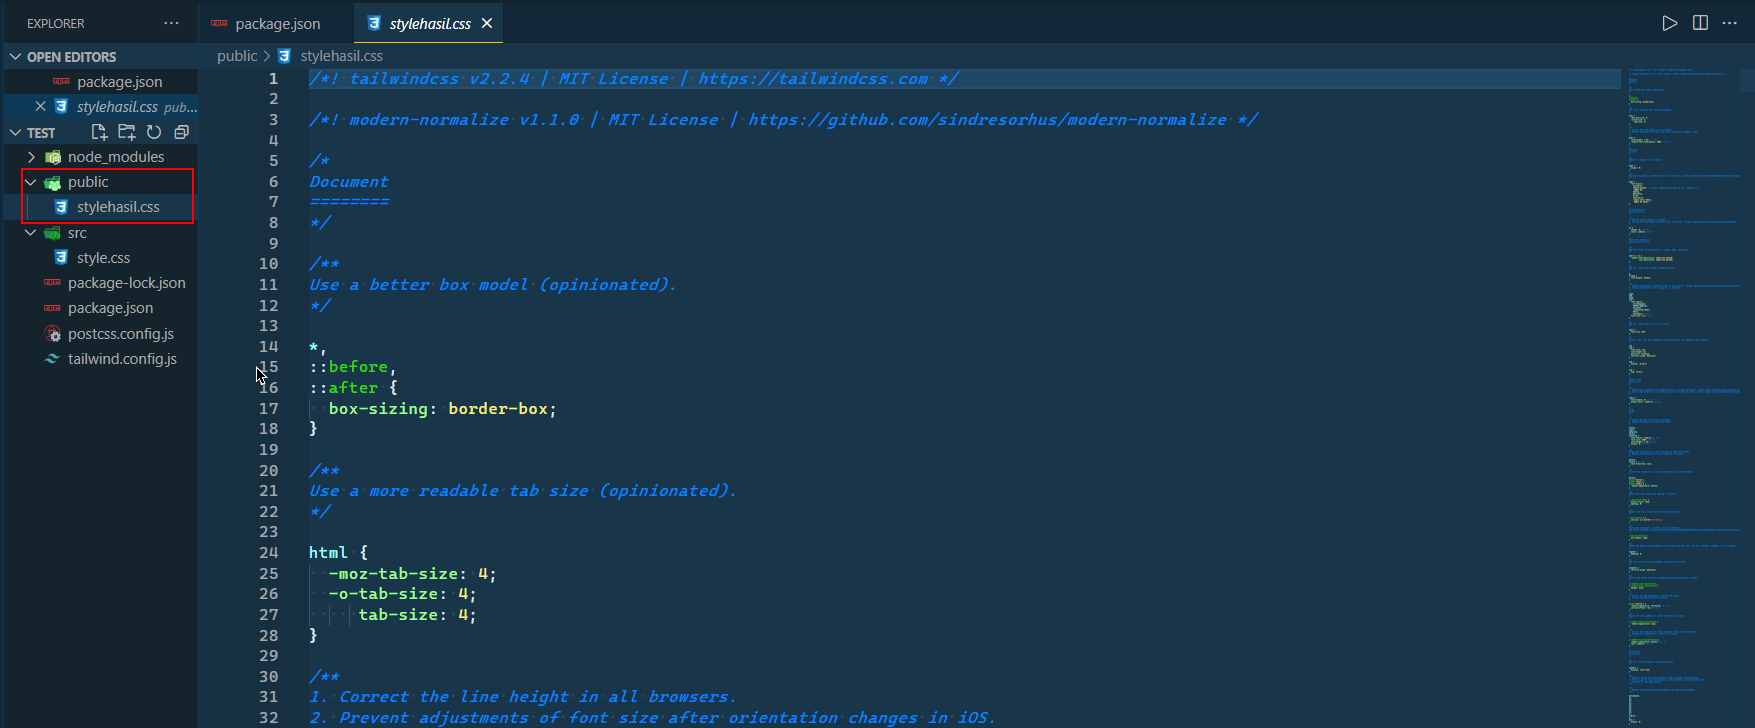 EXPLORER
···
package.json
stylehasil.css
OPEN EDITORS
package.json
stylehasil.css pub...
TEST
node_modules
public
stylehasil.css
src
style.css
package-lock.json
package.json
postcss.config.js
tailwind.config.js
public > stylehasil.css
1 /*! tailwindcss v2.2.4 | MIT License | https://tailwindcss.com */
2
3 /*! modern-normalize v1.1.0 | MIT License | https://github.com/sindresorhus/modern-normalize */
4
5 /*
6 Document
7 ========
8 */
9
10 /**
11 Use a better box model (opinionated).
12 */
13
14 *,
15 ::before,
16 ::after {
17   box-sizing: border-box;
18 }
19
20 /**
21 Use a more readable tab size (opinionated).
22 */
23
24 html {
25   -moz-tab-size: 4;
26   -o-tab-size: 4;
27      tab-size: 4;
28 }
29
30 /**
31 1. Correct the line height in all browsers.
32 2. Prevent adjustments of font size after orientation changes in iOS.